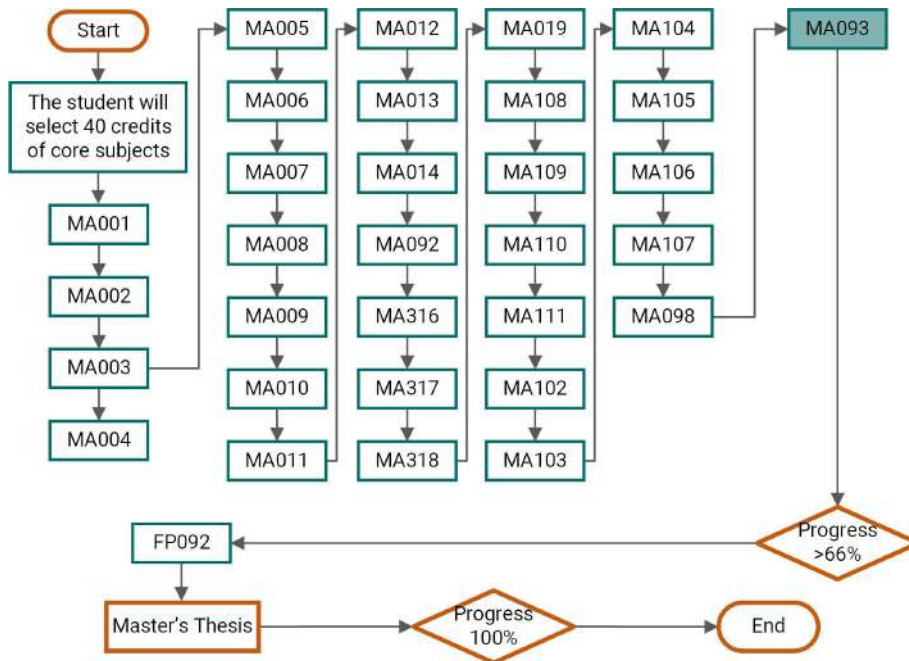 Start
The student will
select 40 credits
of core subjects
MA001
MA002
MA003
MA004
MA005
MA006
MA007
MA008
MA009
MA010
MA011
MA012
MA013
MA014
MA092
MA316
MA317
MA318
MA019
MA108
MA109
MA110
MA111
MA102
MA103
MA104
MA105
MA106
MA107
MA098
MA093
Progress
>66%
FP092
Master's Thesis
Progress
100%
End